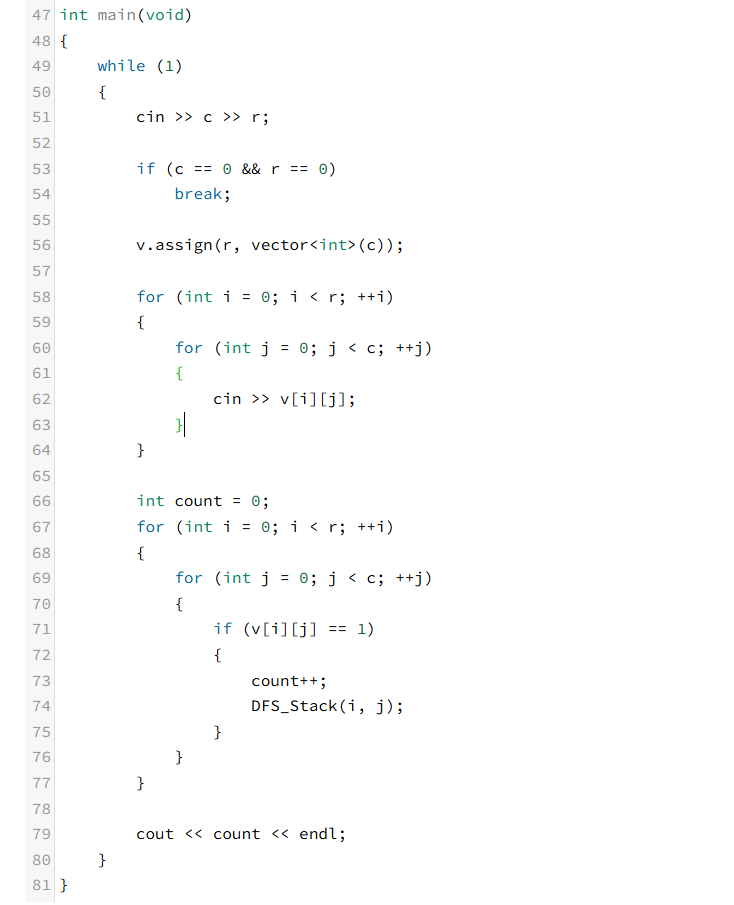 47 int main(void)
48 {
49     while (1)
50     {
51         cin >> c >> r;
52
53         if (c == 0 && r == 0)
54             break;
55
56         v.assign(r, vector<int>(c));
57
58         for (int i = 0; i < r; ++i)
59         {
60             for (int j = 0; j < c; ++j)
61             {
62                 cin >> v[i][j];
63             }
64         }
65
66         int count = 0;
67         for (int i = 0; i < r; ++i)
68         {
69             for (int j = 0; j < c; ++j)
70             {
71                 if (v[i][j] == 1)
72                 {
73                     count++;
74                     DFS_Stack(i, j);
75                 }
76             }
77         }
78
79         cout << count << endl;
80     }
81 }